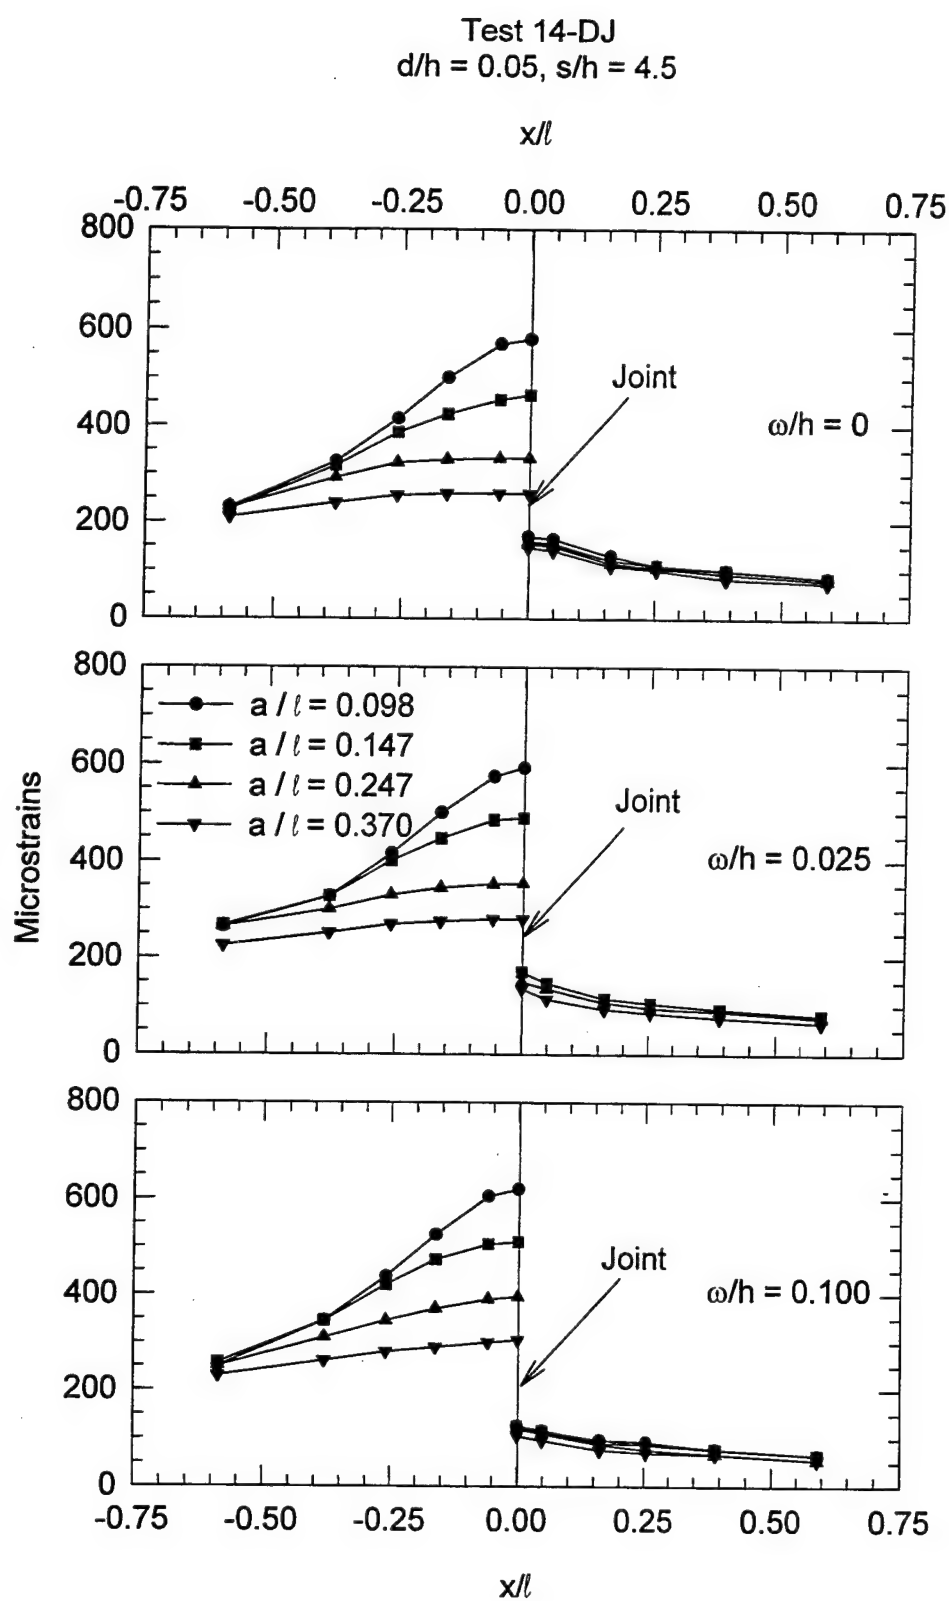 Test 14-DJ
d/h = 0.05, s/h = 4.5
x/ℓ
-0.75 -0.50 -0.25 0.00 0.25 0.50 0.75
800
600
400
200
0
Joint
ω/h = 0
Microstrains
800
600
400
200
0
a / ℓ = 0.098
a / ℓ = 0.147
a / ℓ = 0.247
a / ℓ = 0.370
Joint
ω/h = 0.025
800
600
400
200
0
Joint
ω/h = 0.100
-0.75 -0.50 -0.25 0.00 0.25 0.50 0.75
x/ℓ